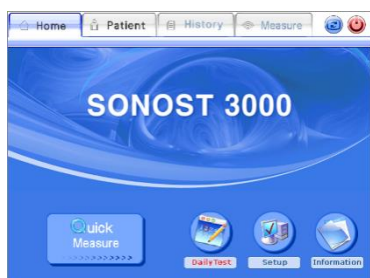 Home Patient History Measure
SONOST 3000
Quick
Measure
DailyTest Setup Information